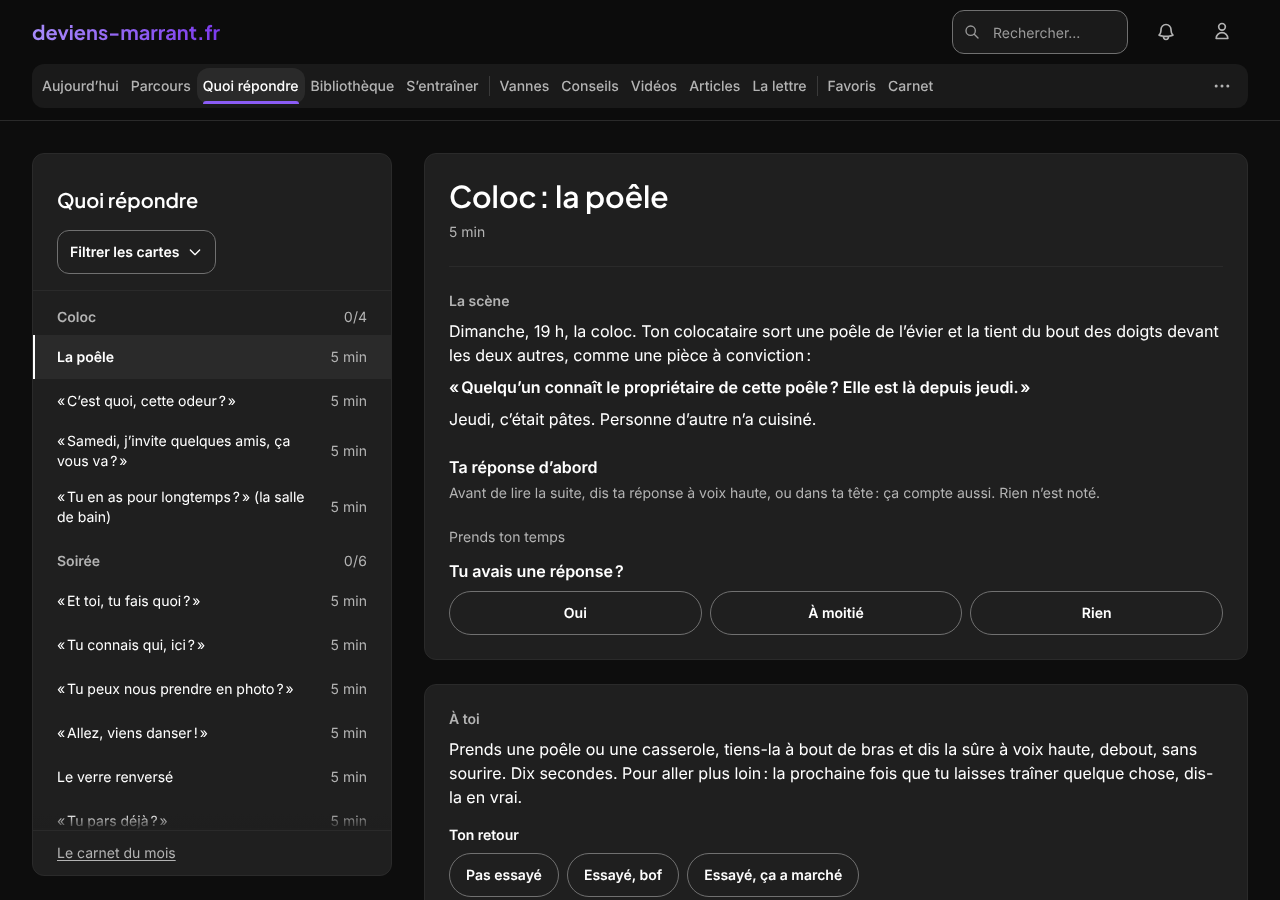 deviens-marrant.fr
Rechercher...
Aujourd’hui Parcours Quoi répondre Bibliothèque S’entraîner Vannes Conseils Vidéos Articles La lettre Favoris Carnet
Quoi répondre
Filtrer les cartes
Coloc 0/4
La poêle 5 min
« C’est quoi, cette odeur ? » 5 min
« Samedi, j’invite quelques amis, ça
vous va ? » 5 min
« Tu en as pour longtemps ? » (la salle
de bain) 5 min
Soirée 0/6
« Et toi, tu fais quoi ? » 5 min
« Tu connais qui, ici ? » 5 min
« Tu peux nous prendre en photo ? » 5 min
« Allez, viens danser ! » 5 min
Le verre renversé 5 min
« Tu pars déjà ? » 5 min
Le carnet du mois
Coloc : la poêle
5 min
La scène
Dimanche, 19 h, la coloc. Ton colocataire sort une poêle de l’évier et la tient du bout des doigts devant
les deux autres, comme une pièce à conviction :
« Quelqu’un connaît le propriétaire de cette poêle ? Elle est là depuis jeudi. »
Jeudi, c’était pâtes. Personne d’autre n’a cuisiné.
Ta réponse d’abord
Avant de lire la suite, dis ta réponse à voix haute, ou dans ta tête : ça compte aussi. Rien n’est noté.
Prends ton temps
Tu avais une réponse ?
Oui À moitié Rien
À toi
Prends une poêle ou une casserole, tiens-la à bout de bras et dis la sûre à voix haute, debout, sans
sourire. Dix secondes. Pour aller plus loin : la prochaine fois que tu laisses traîner quelque chose, dis-
la en vrai.
Ton retour
Pas essayé Essayé, bof Essayé, ça a marché